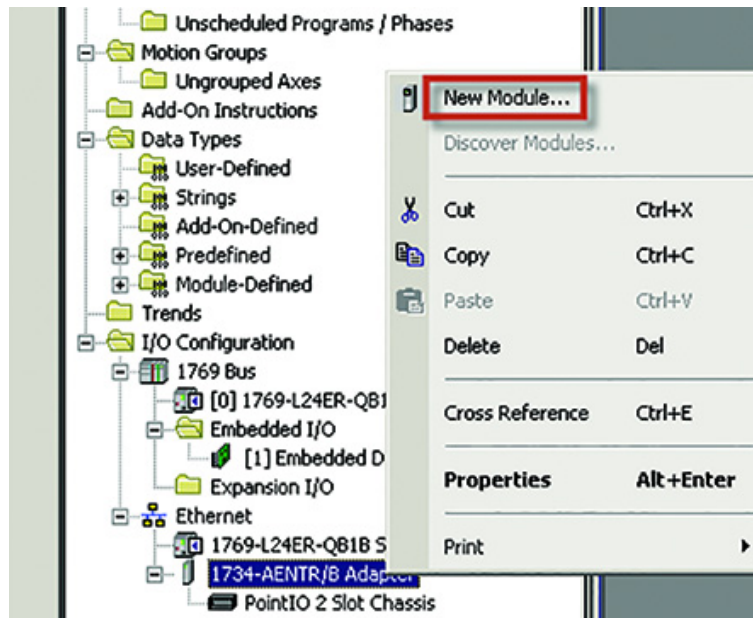 Unscheduled Programs / Phases
Motion Groups
Ungrouped Axes
Add-On Instructions
Data Types
User-Defined
Strings
Add-On-Defined
Predefined
Module-Defined
Trends
I/O Configuration
1769 Bus
[0] 1769-L24ER-QB1
Embedded I/O
[1] Embedded D
Expansion I/O
Ethernet
1769-L24ER-QB1B S
1734-AENTR/B Adapter
PointIO 2 Slot Chassis
New Module...
Discover Modules...
Cut Ctrl+X
Copy Ctrl+C
Paste Ctrl+V
Delete Del
Cross Reference Ctrl+E
Properties Alt+Enter
Print